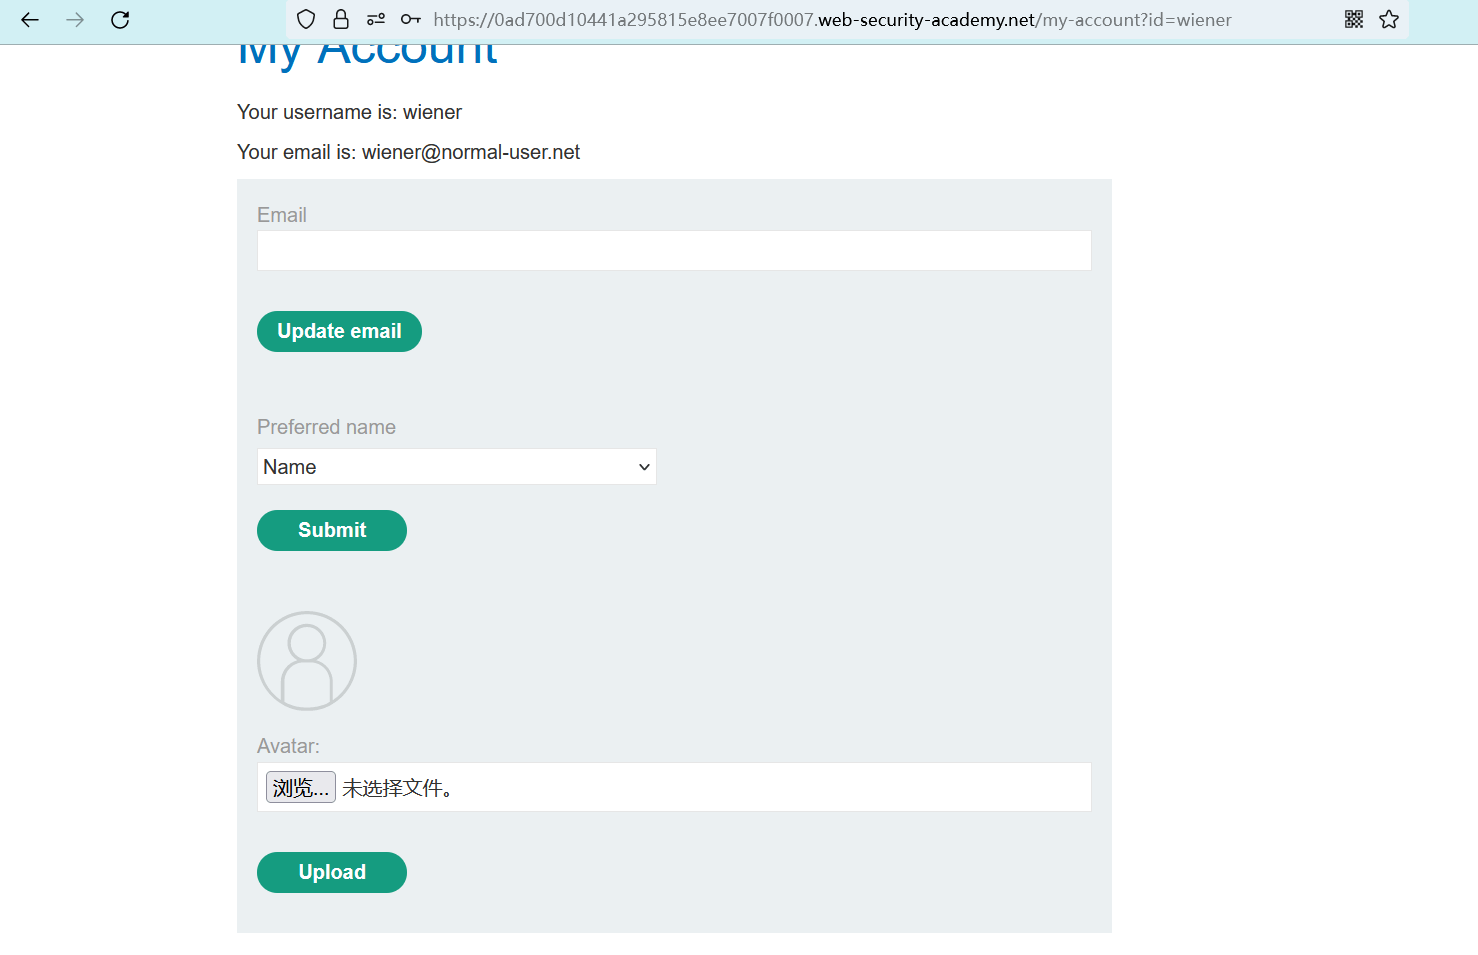 https://0ad700d10441a295815e8ee7007f0007.web-security-academy.net/my-account?id=wiener
My Account
Your username is: wiener
Your email is: wiener@normal-user.net
Email
Update email
Preferred name
Name
Submit
Avatar:
浏览... 未选择文件。
Upload